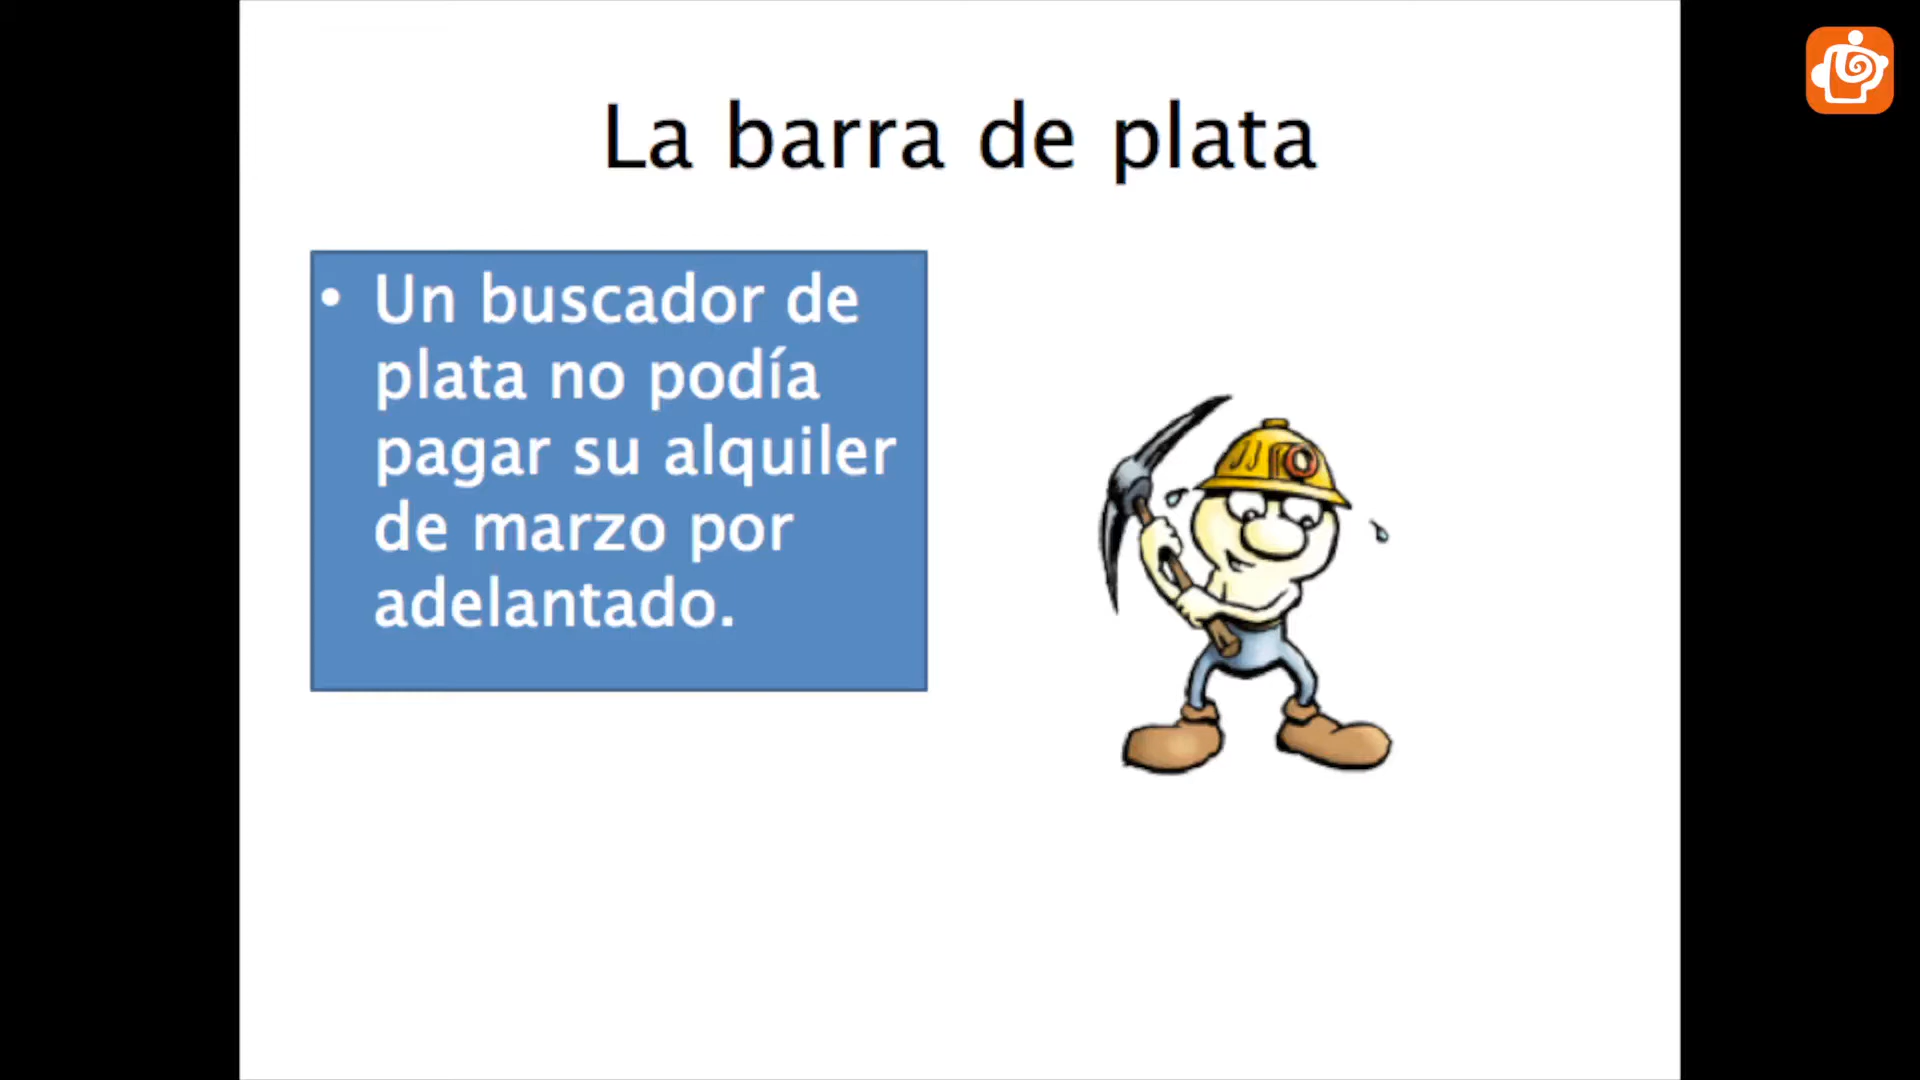 La barra de plata
• Un buscador de
plata no podía
pagar su alquiler
de marzo por
adelantado.